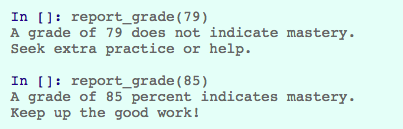 In []: report_grade(79)
A grade of 79 does not indicate mastery.
Seek extra practice or help.
In []: report_grade(85)
A grade of 85 percent indicates mastery.
Keep up the good work!